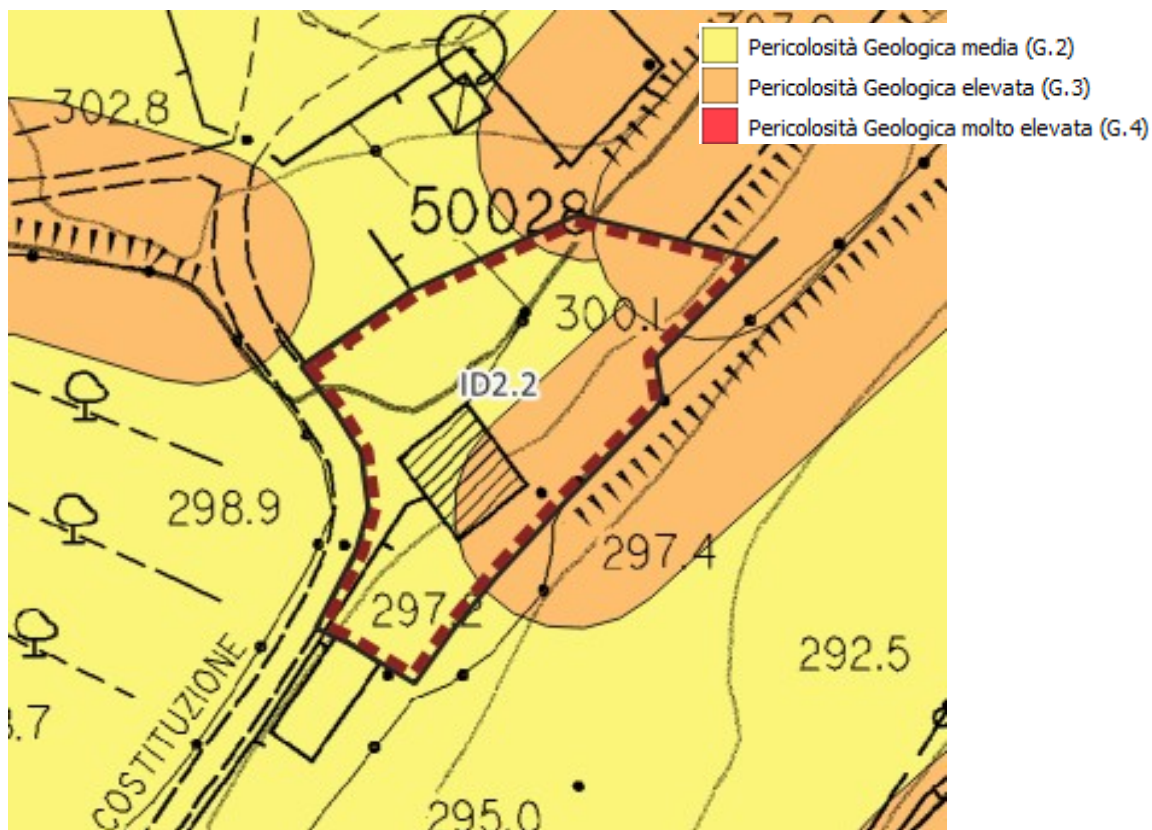 Pericolosità Geologica media (G.2)
Pericolosità Geologica elevata (G.3)
Pericolosità Geologica molto elevata (G.4)
302.8
50028
300.1
ID2.2
298.9
297.4
297.2
292.5
COSTITUZIONE
295.0